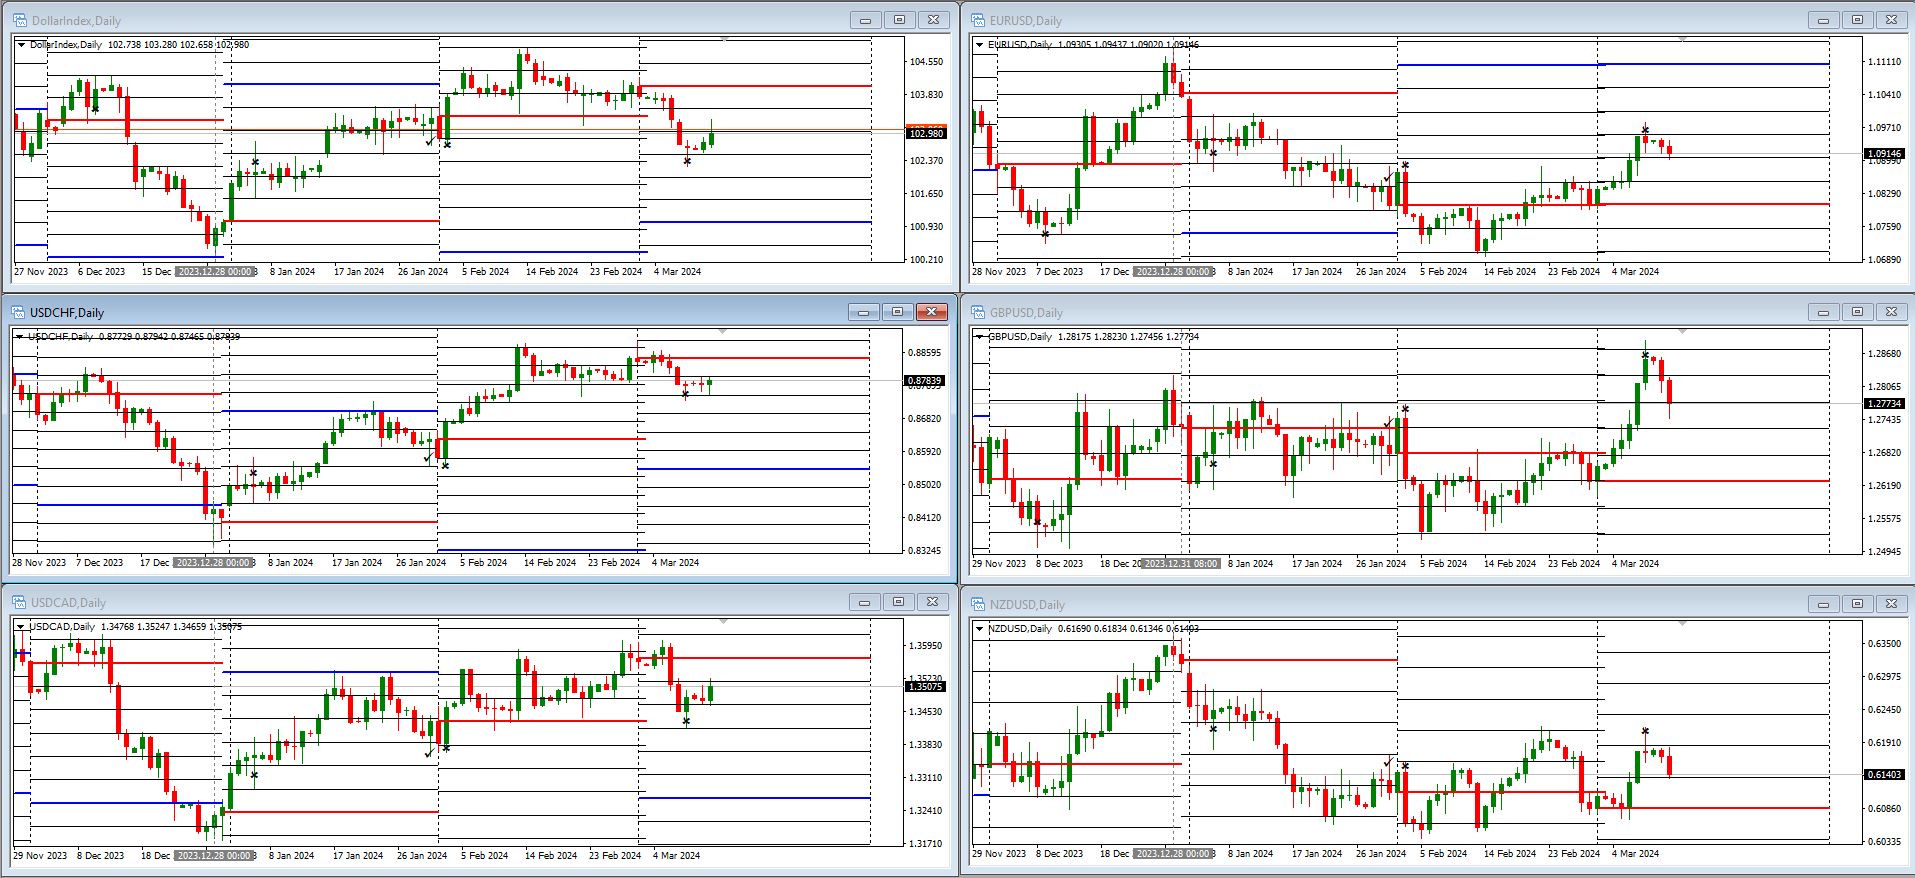 DollarIndex,Daily
DollarIndex,Daily 102.738 103.280 102.658 102.980
104.550
103.830
102.980
102.370
101.650
100.930
100.210
27 Nov 2023 6 Dec 2023 15 Dec 2023.12.28 00:00 8 Jan 2024 17 Jan 2024 26 Jan 2024 5 Feb 2024 14 Feb 2024 23 Feb 2024 4 Mar 2024
EURUSD,Daily
EURUSD,Daily 1.09305 1.09437 1.09020 1.09146
1.11110
1.10410
1.09710
1.09146
1.08990
1.08290
1.07590
1.06890
28 Nov 2023 7 Dec 2023 17 Dec 2023.12.28 00:00 8 Jan 2024 17 Jan 2024 26 Jan 2024 5 Feb 2024 14 Feb 2024 23 Feb 2024 4 Mar 2024
USDCHF,Daily
USDCHF,Daily 0.87729 0.87942 0.87465 0.87839
0.88595
0.87839
0.86820
0.85920
0.85020
0.84120
0.83245
28 Nov 2023 7 Dec 2023 17 Dec 2023.12.28 00:00 8 Jan 2024 17 Jan 2024 26 Jan 2024 5 Feb 2024 14 Feb 2024 23 Feb 2024 4 Mar 2024
GBPUSD,Daily
GBPUSD,Daily 1.28175 1.28230 1.27456 1.27734
1.28680
1.28065
1.27734
1.27435
1.26820
1.26190
1.25575
1.24945
29 Nov 2023 8 Dec 2023 18 Dec 2023.12.31 08:00 8 Jan 2024 17 Jan 2024 26 Jan 2024 5 Feb 2024 14 Feb 2024 23 Feb 2024 4 Mar 2024
USDCAD,Daily
USDCAD,Daily 1.34768 1.35247 1.34659 1.35075
1.35950
1.35230
1.35075
1.34530
1.33830
1.33110
1.32410
1.31710
29 Nov 2023 8 Dec 2023 18 Dec 2023.12.28 00:00 8 Jan 2024 17 Jan 2024 26 Jan 2024 5 Feb 2024 14 Feb 2024 23 Feb 2024 4 Mar 2024
NZDUSD,Daily
NZDUSD,Daily 0.61690 0.61834 0.61346 0.61403
0.63500
0.62975
0.62450
0.61910
0.61403
0.60860
0.60335
29 Nov 2023 8 Dec 2023 18 Dec 2023.12.28 00:00 8 Jan 2024 17 Jan 2024 26 Jan 2024 5 Feb 2024 14 Feb 2024 23 Feb 2024 4 Mar 2024